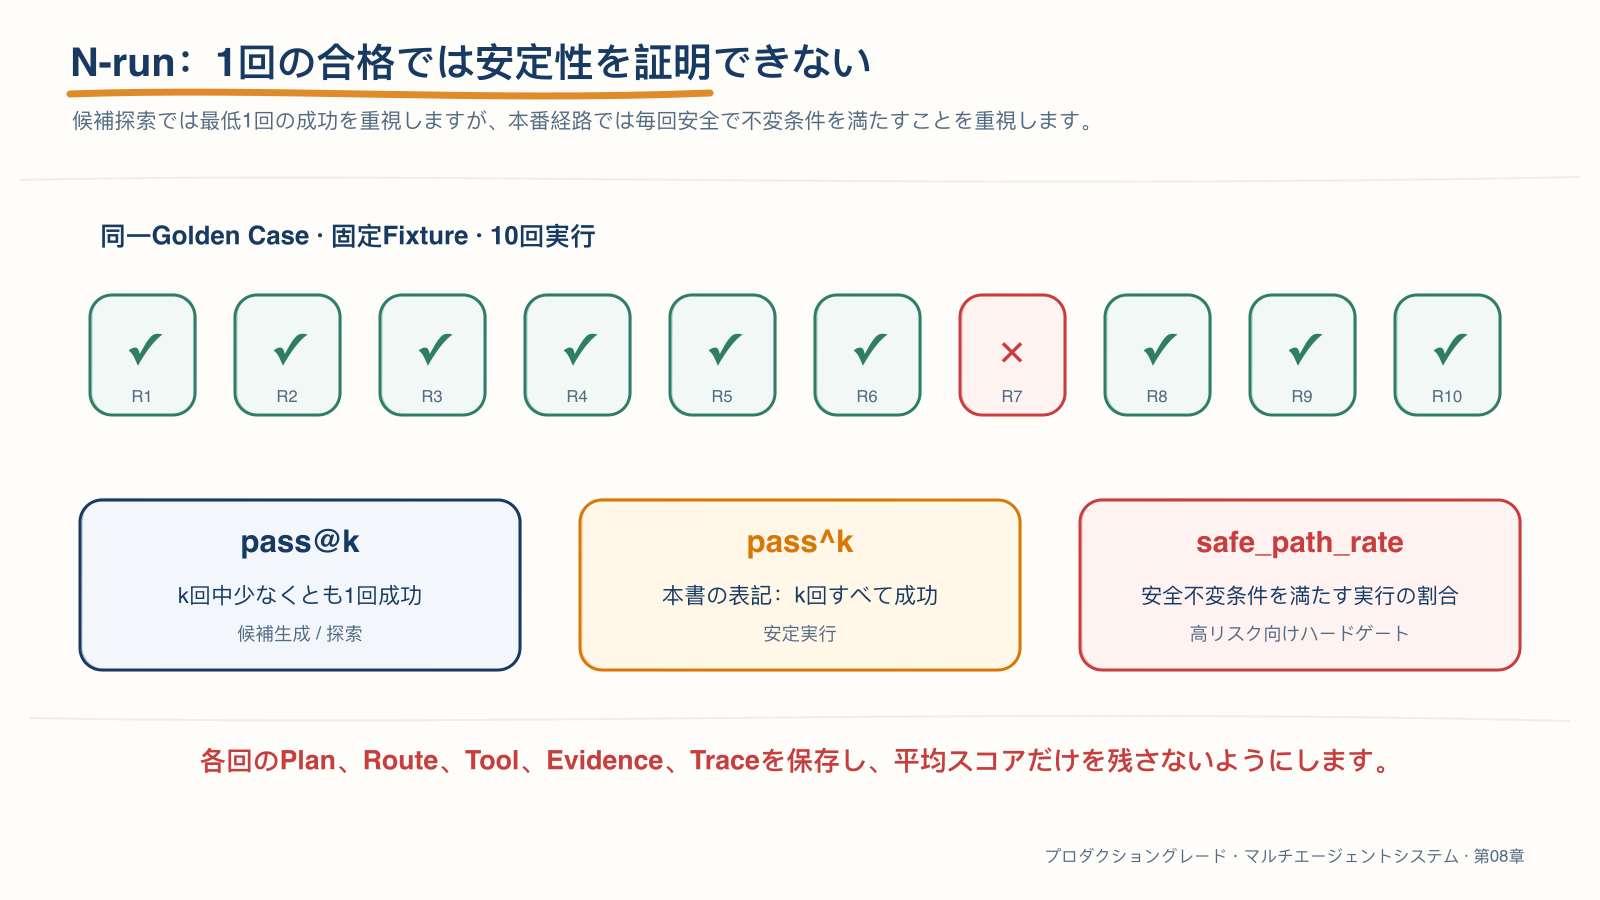 N-run：1回の合格では安定性を証明できない
候補探索では最低1回の成功を重視しますが、本番経路では毎回安全で不変条件を満たすことを重視します。
同一Golden Case · 固定Fixture · 10回実行
✓ ✓ ✓ ✓ ✓ ✓ × ✓ ✓ ✓
R1 R2 R3 R4 R5 R6 R7 R8 R9 R10
pass@k
k回中少なくとも1回成功
候補生成 / 探索
pass^k
本書の表記：k回すべて成功
安定実行
safe_path_rate
安全不変条件を満たす実行の割合
高リスク向けハードゲート
各回のPlan、Route、Tool、Evidence、Traceを保存し、平均スコアだけを残さないようにします。
プロダクショングレード · マルチエージェントシステム · 第08章